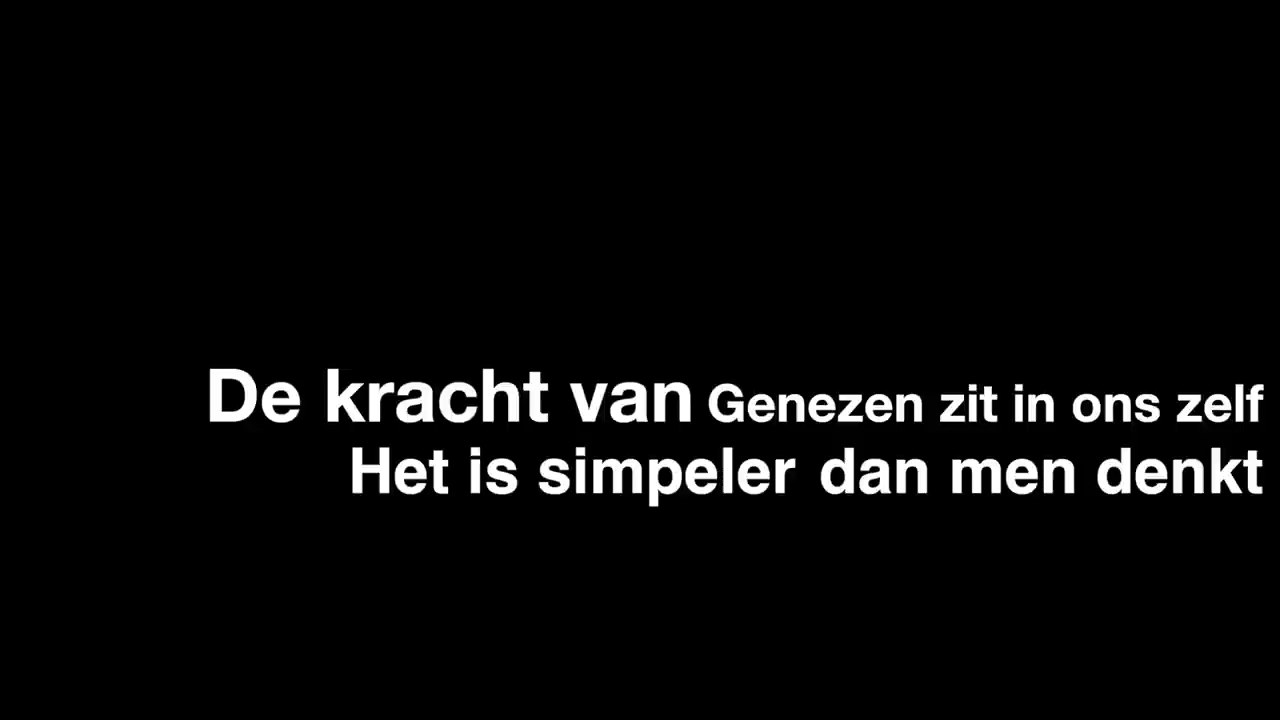 De kracht van Genezen zit in ons zelf
Het is simpeler dan men denkt